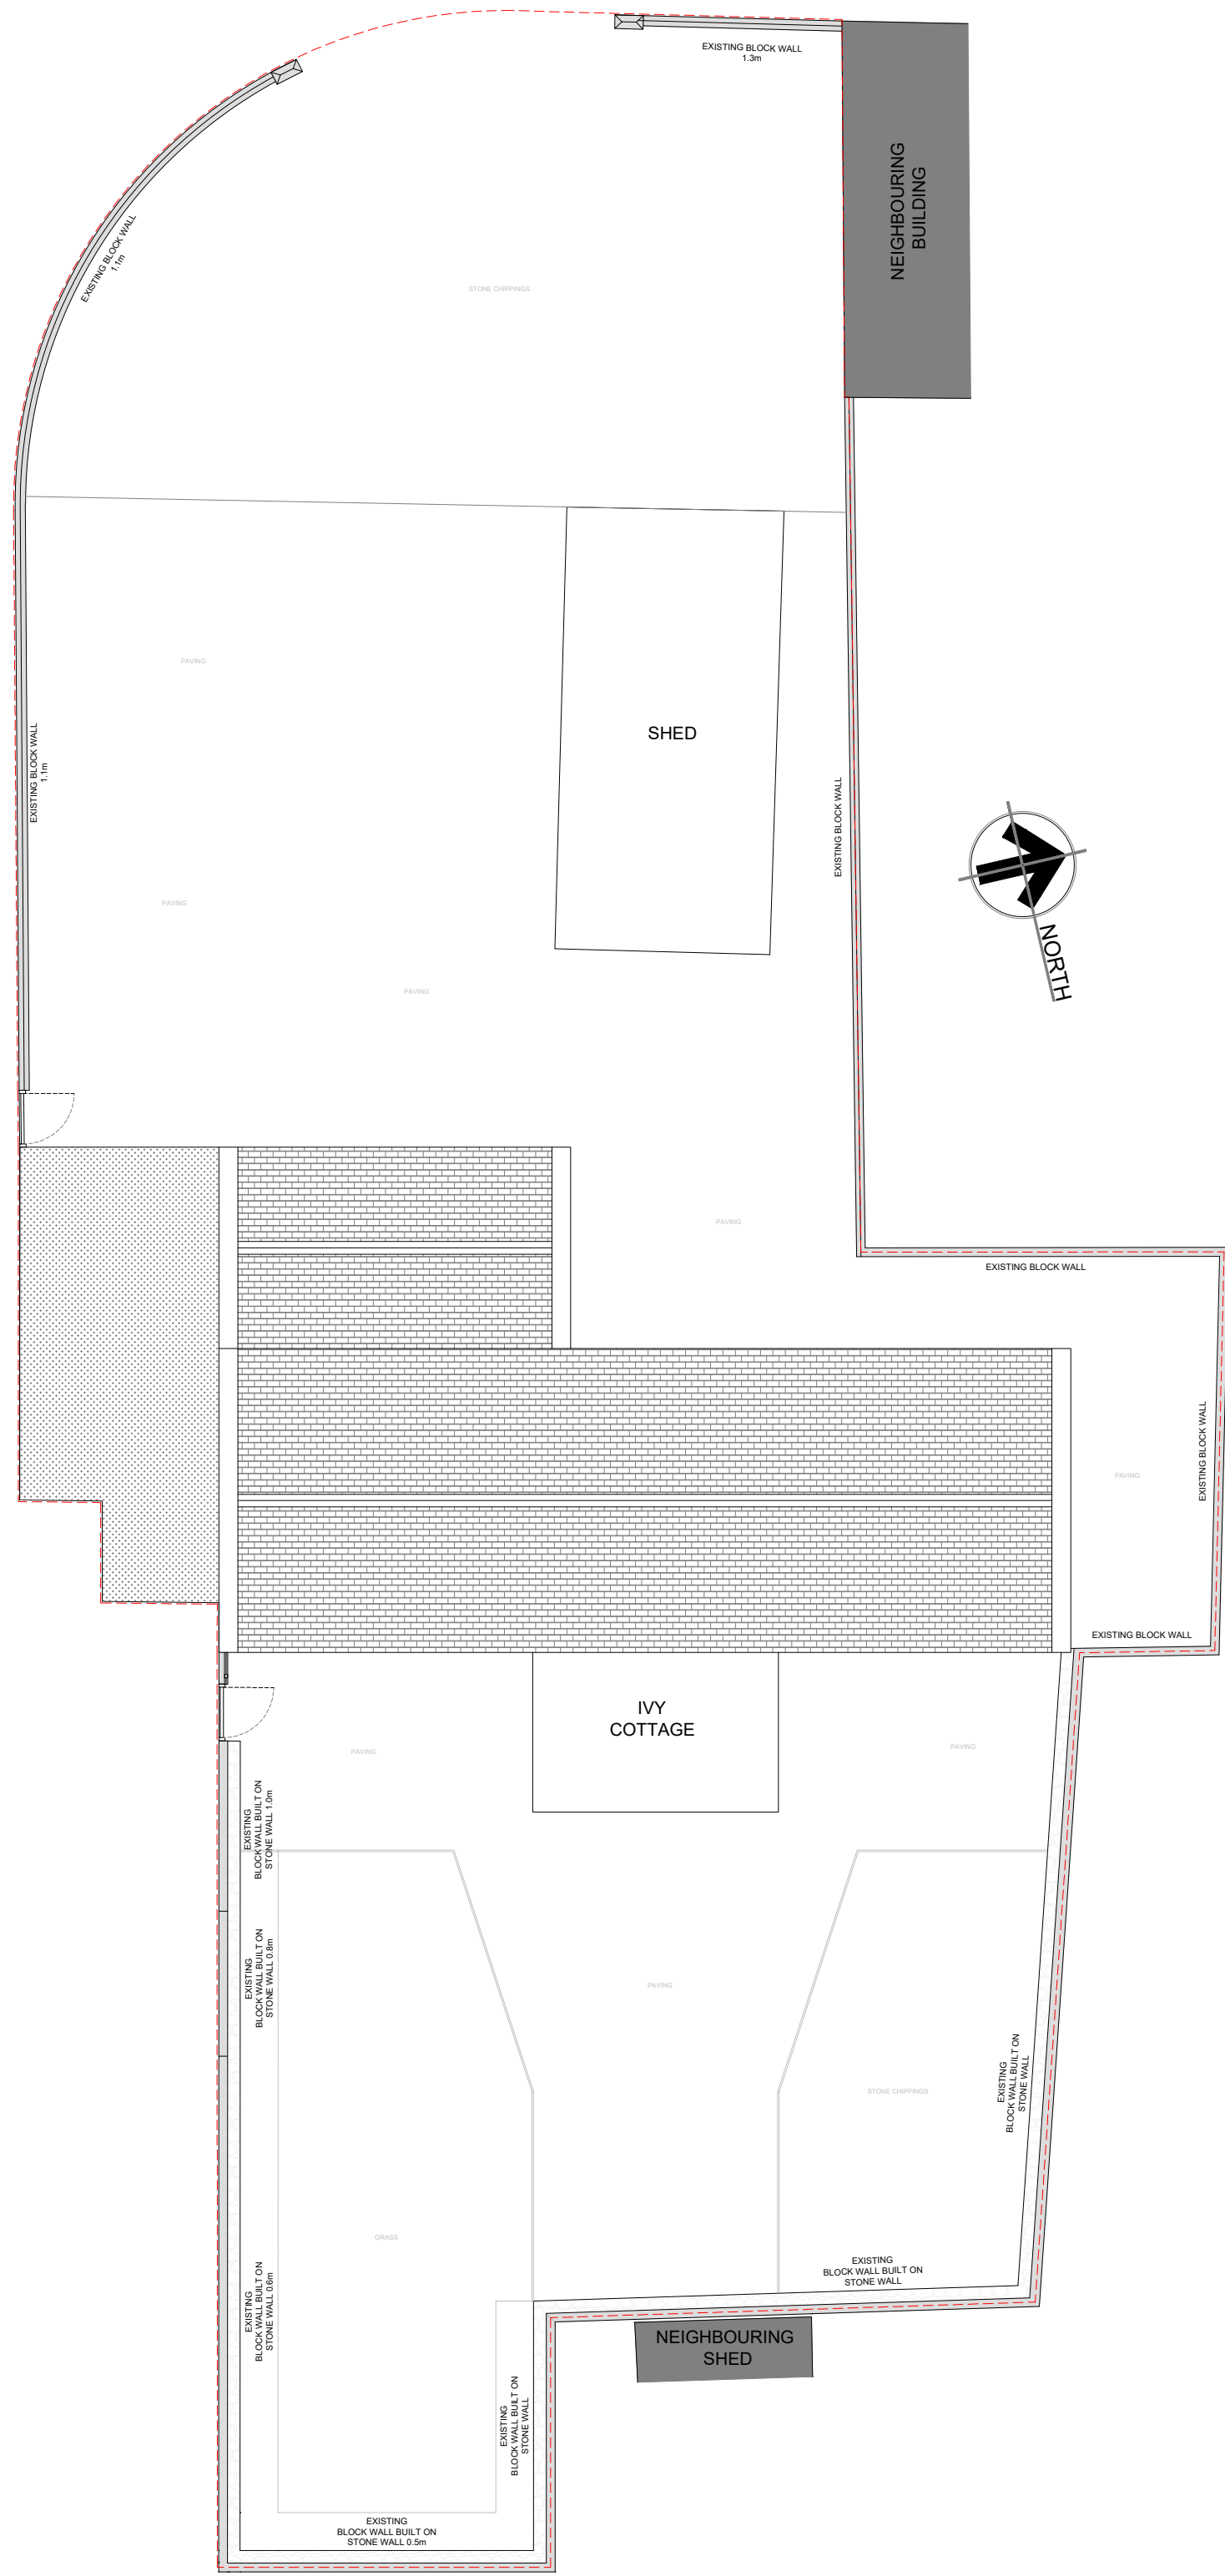 EXISTING BLOCK WALL
1.3m
NEIGHBOURING
BUILDING
EXISTING BLOCK WALL
1.1m
STONE CHIPPINGS
PAVING
SHED
EXISTING BLOCK WALL
1.1m
EXISTING BLOCK WALL
PAVING
NORTH
PAVING
PAVING
EXISTING BLOCK WALL
EXISTING BLOCK WALL
PAVING
EXISTING BLOCK WALL
IVY
COTTAGE
PAVING
PAVING
EXISTING
BLOCK WALL BUILT ON
STONE WALL 1.0m
EXISTING
BLOCK WALL BUILT ON
STONE WALL 0.8m
PAVING
STONE CHIPPINGS
EXISTING
BLOCK WALL BUILT ON
STONE WALL
GRASS
EXISTING
BLOCK WALL BUILT ON
STONE WALL 0.6m
EXISTING
BLOCK WALL BUILT ON
STONE WALL
NEIGHBOURING
SHED
EXISTING
BLOCK WALL BUILT ON
STONE WALL
EXISTING
BLOCK WALL BUILT ON
STONE WALL 0.5m